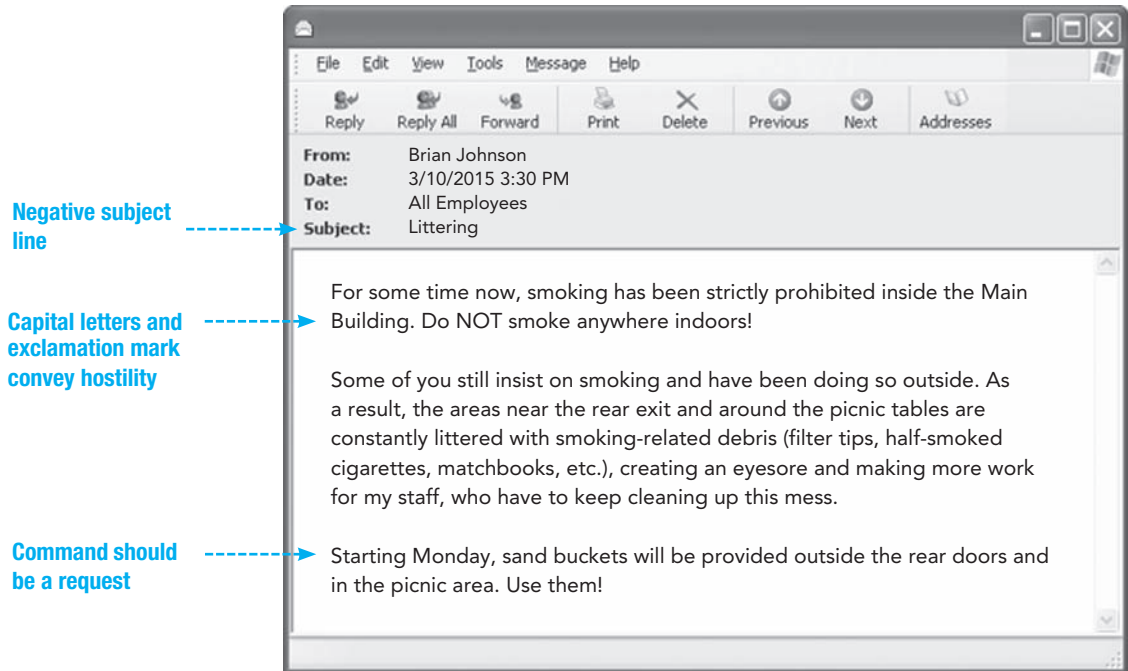 File Edit View Tools Message Help
Reply Reply All Forward Print Delete Previous Next Addresses
From: Brian Johnson
Date: 3/10/2015 3:30 PM
To: All Employees
Subject: Littering
Negative subject
line
For some time now, smoking has been strictly prohibited inside the Main
Building. Do NOT smoke anywhere indoors!
Capital letters and
exclamation mark
convey hostility
Some of you still insist on smoking and have been doing so outside. As
a result, the areas near the rear exit and around the picnic tables are
constantly littered with smoking-related debris (filter tips, half-smoked
cigarettes, matchbooks, etc.), creating an eyesore and making more work
for my staff, who have to keep cleaning up this mess.
Command should
be a request
Starting Monday, sand buckets will be provided outside the rear doors and
in the picnic area. Use them!